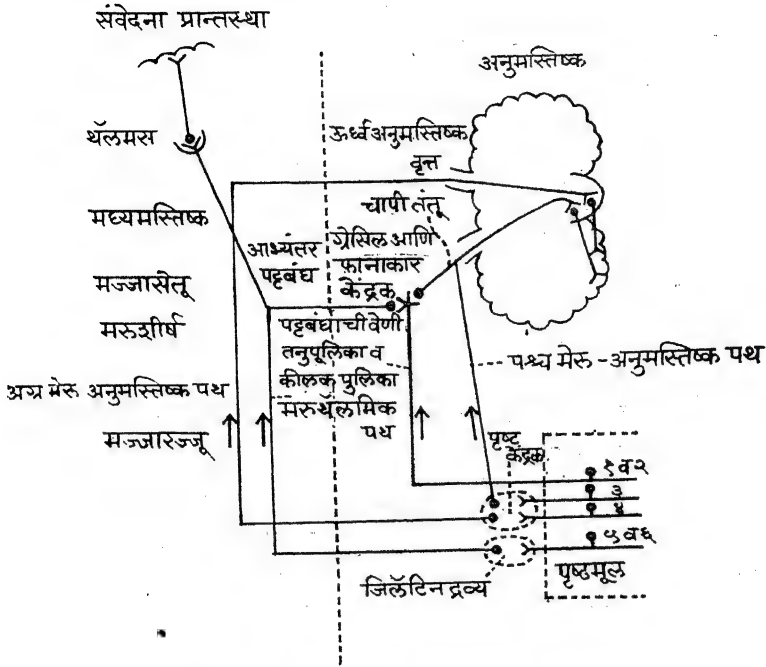 संवेदना प्रान्तस्था
अनुमस्तिष्क
थॅलमस
ऊर्ध्व अनुमस्तिष्क
वृत्त
चापी तंतू
मध्यमस्तिष्क
आभ्यंतर
पट्टबंध
ग्रेसिल आणि
फानाकार
केंद्रक
मज्जासेतू
मरुशीर्ष
पट्टबंधाची वेणी
तनुपूलिका व
कीलक पुलिका
पश्च मेरू - अनुमस्तिष्क पथ
अग्र मेरू अनुमस्तिष्क पथ
मरुथॅलमिक
पथ
मज्जारज्जू
पृष्ट
केंद्रक
१ व २
३
४
५ व ६
पृष्ठमूल
जिलॅटिन द्रव्य